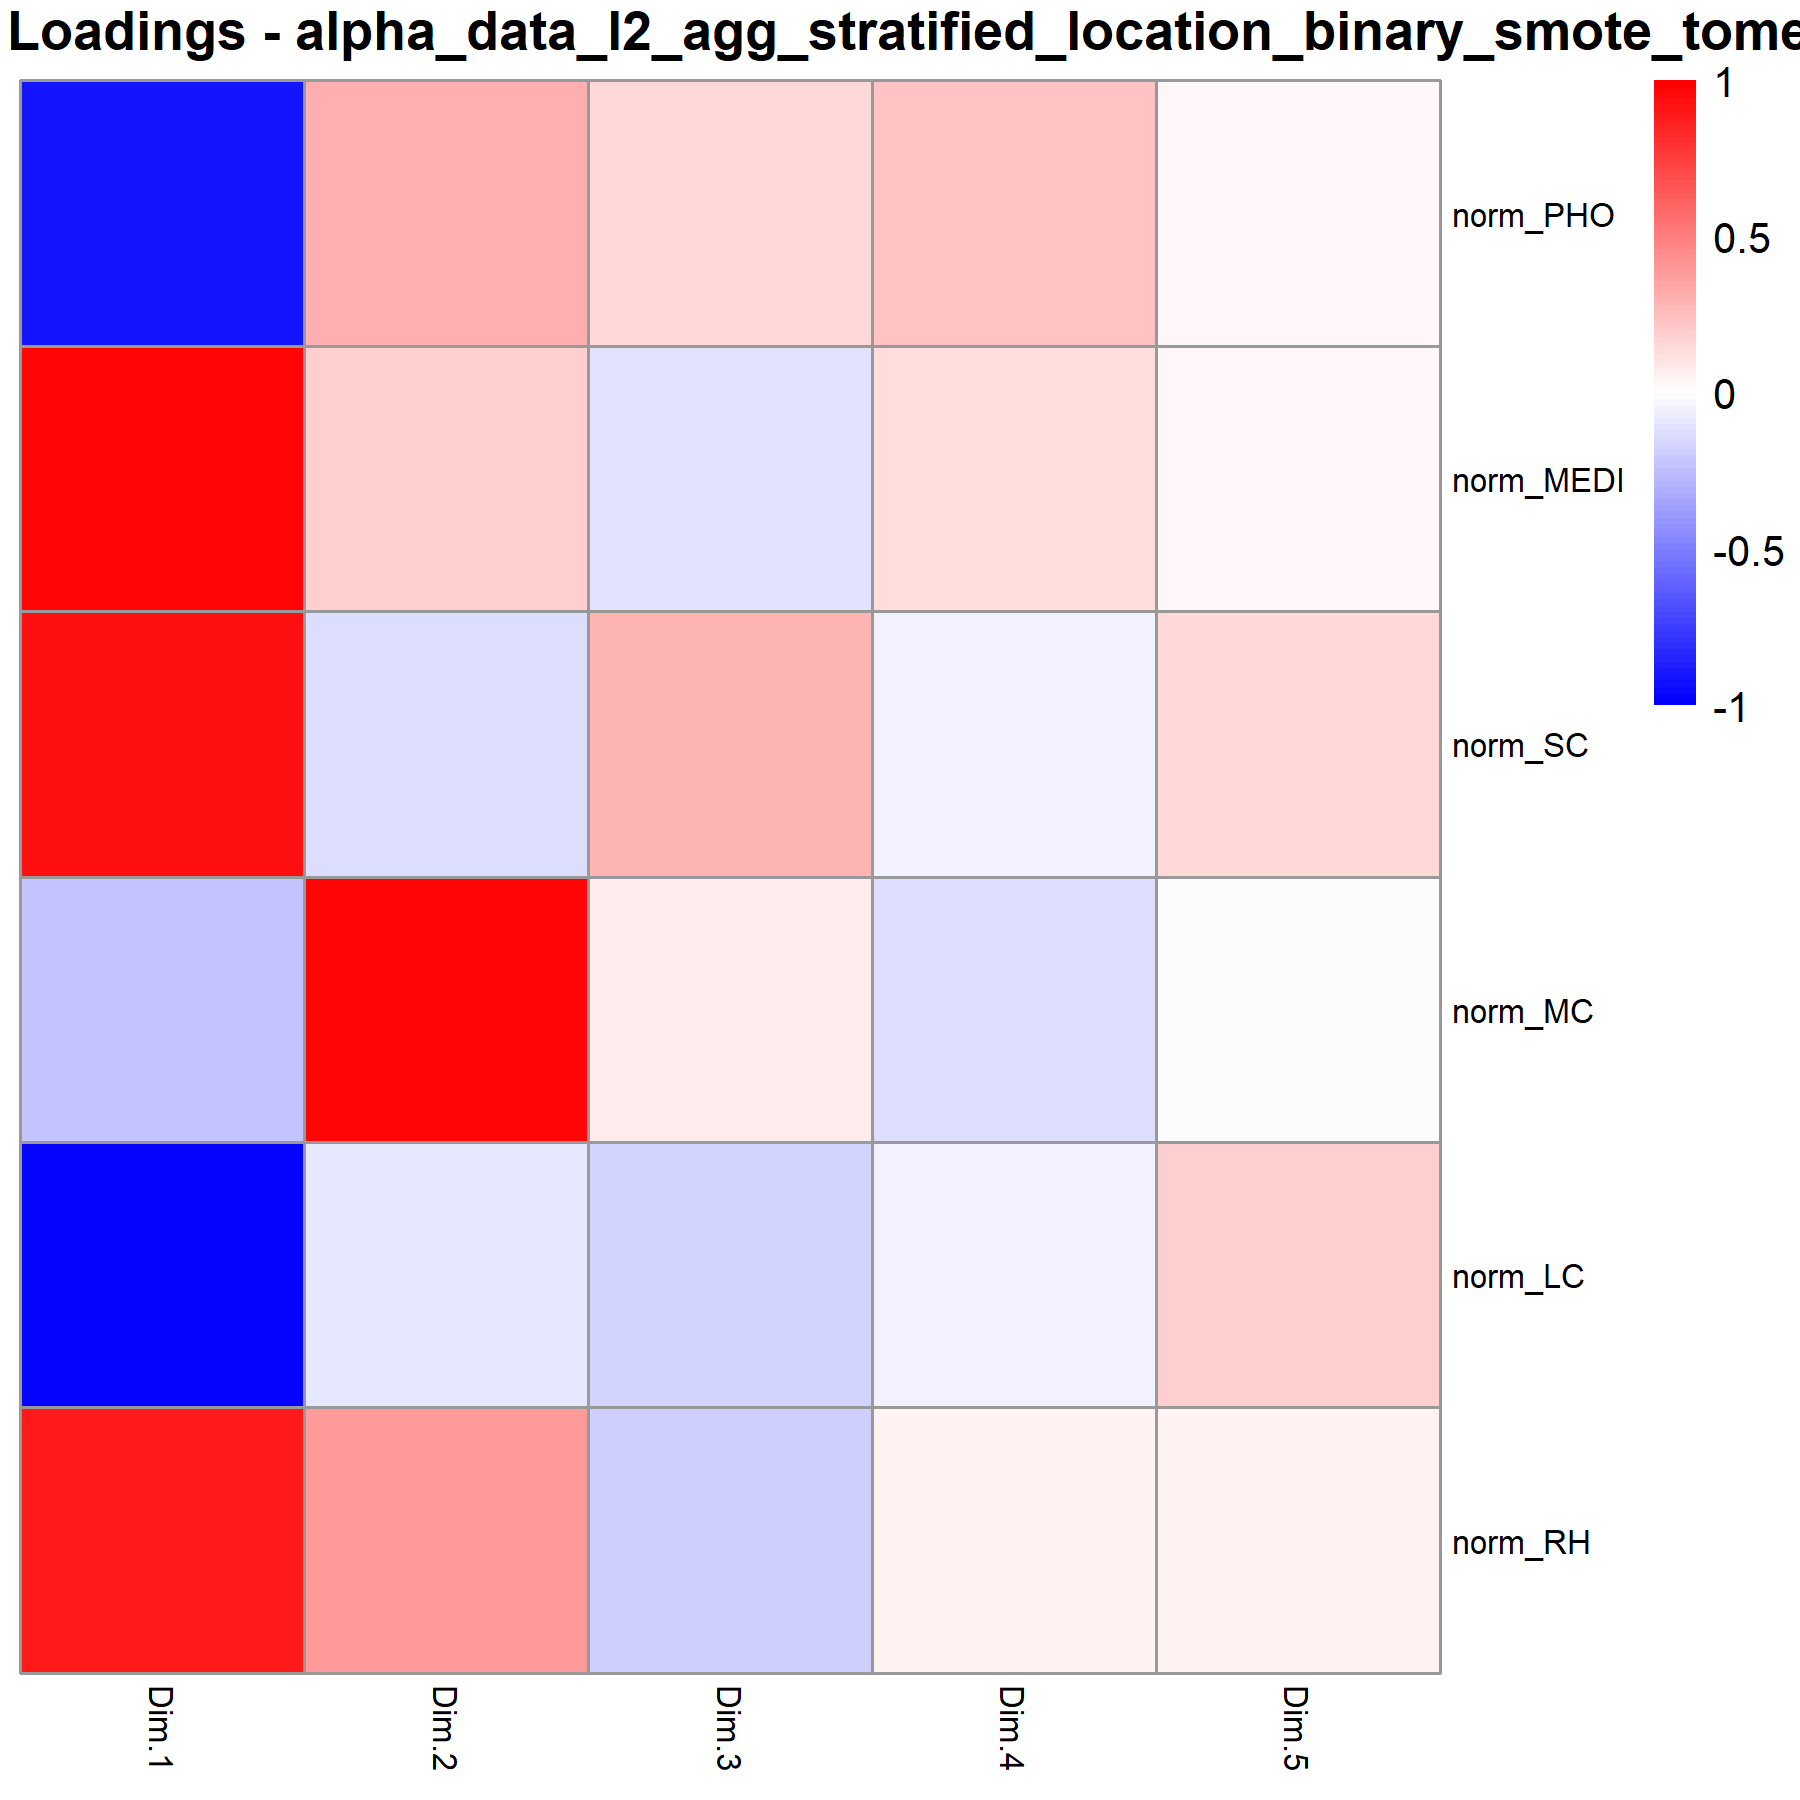 Loadings - alpha_data_l2_agg_stratified_location_binary_smote_tome
1
0.5
0
-0.5
-1
norm_PHO
norm_MEDI
norm_SC
norm_MC
norm_LC
norm_RH
Dim.1
Dim.2
Dim.3
Dim.4
Dim.5